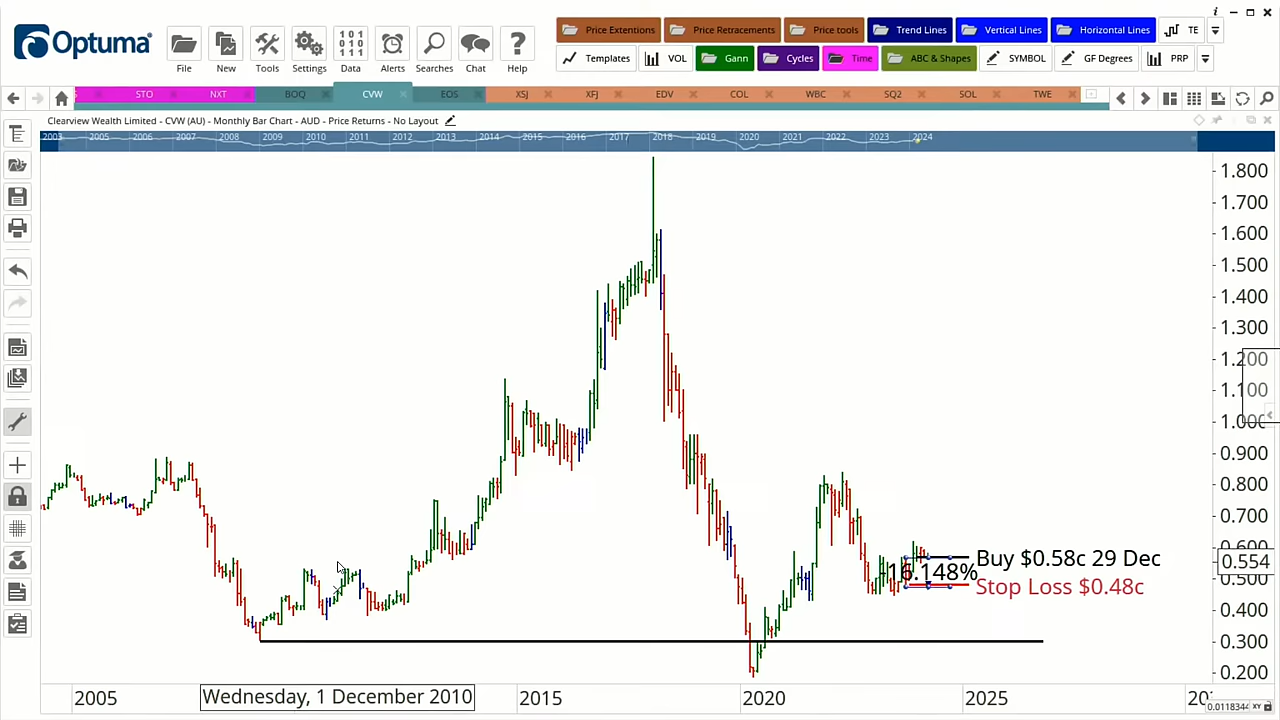 i
Optuma
File
New
Tools
Settings
Data
Alerts
Searches
Chat
Help
Price Extentions
Price Retracements
Price tools
Trend Lines
Vertical Lines
Horizontal Lines
TE
Templates
VOL
Gann
Cycles
Time
ABC & Shapes
SYMBOL
GF Degrees
PRP
STO
NXT
BOQ
CVW
EOS
XSJ
XFJ
EDV
COL
WBC
SQ2
SOL
TWE
Clearview Wealth Limited - CVW (AU) - Monthly Bar Chart - AUD - Price Returns - No Layout
2003 2005 2006 2007 2008 2009 2010 2011 2012 2013 2014 2015 2016 2017 2018 2019 2020 2021 2022 2023 2024
1.800
1.700
1.600
1.500
1.400
1.300
1.200
1.100
1.000
0.900
0.800
0.700
0.600
0.554
0.500
0.400
0.300
0.200
Buy $0.58c 29 Dec
16.148%
Stop Loss $0.48c
2005
Wednesday, 1 December 2010
2015
2020
2025
0.0118344 XY